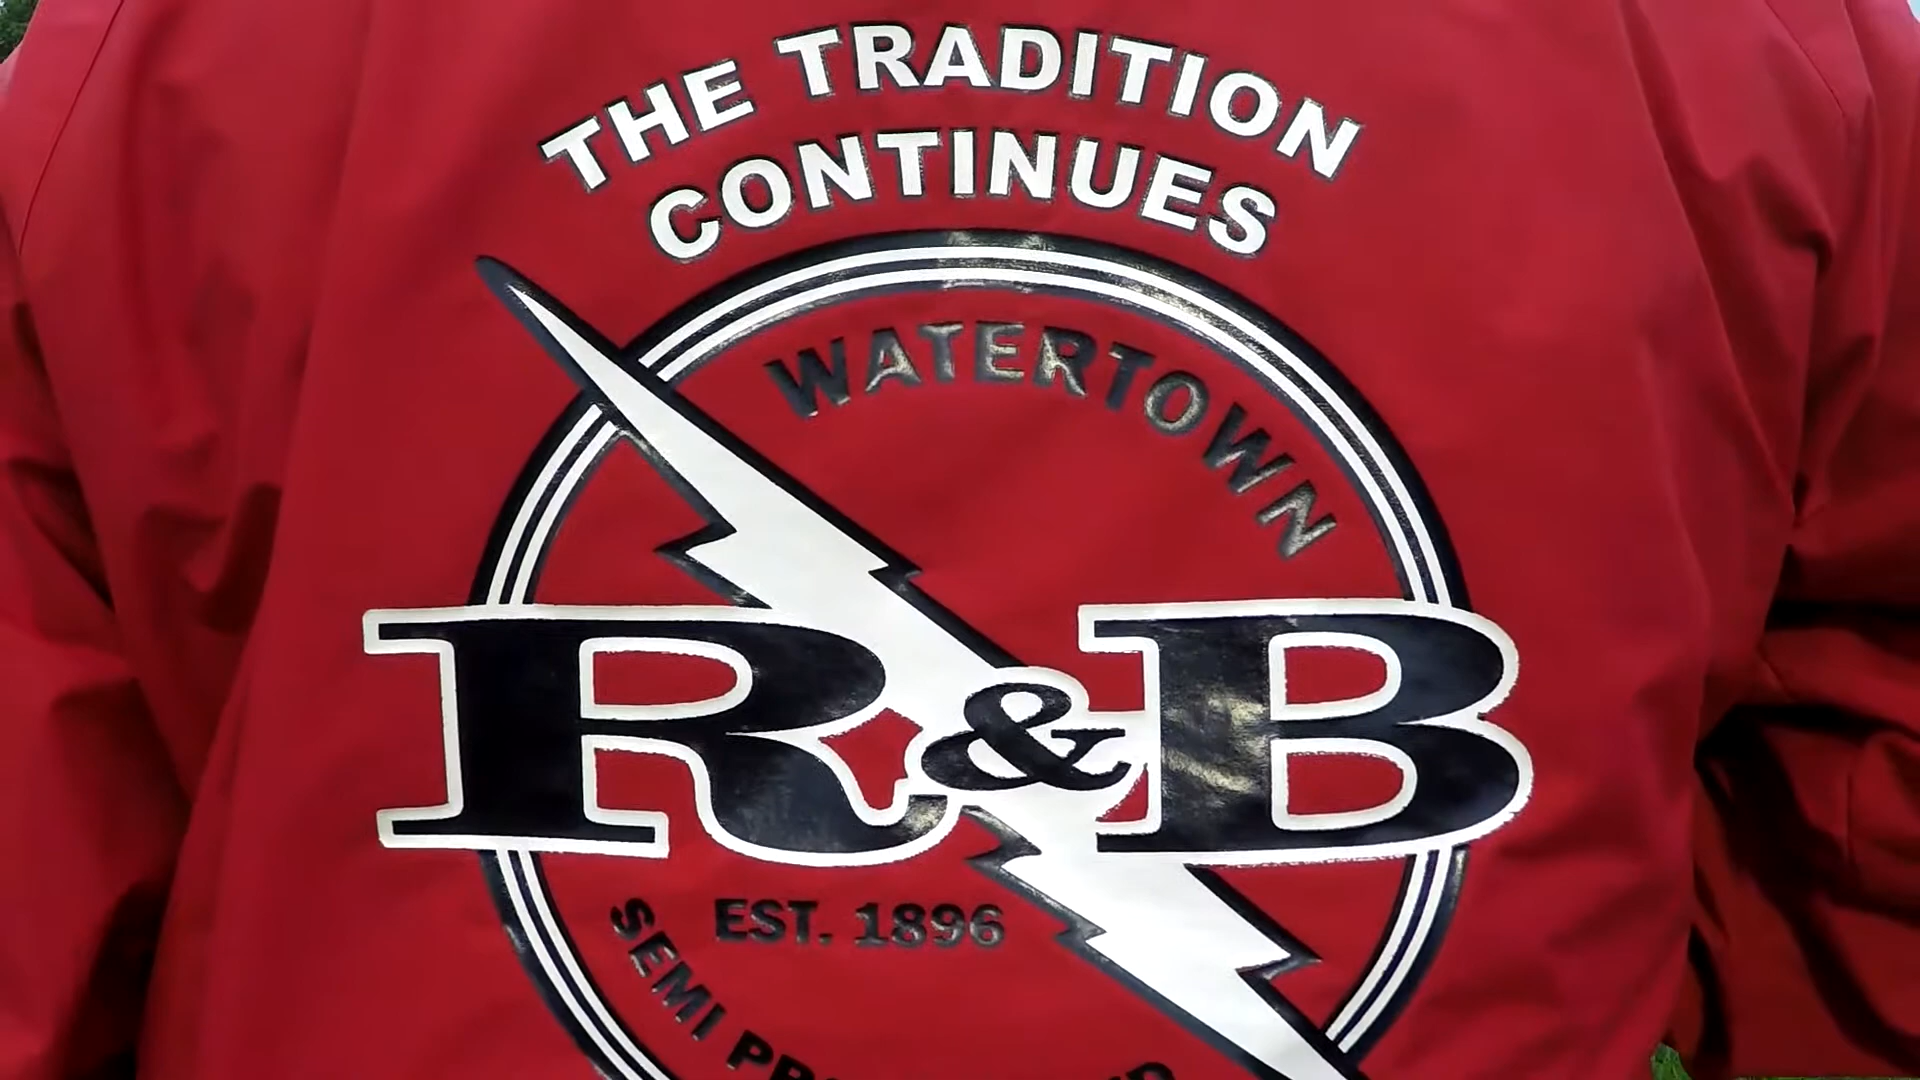 THE TRADITION
CONTINUES
WATERTOWN
R&B
EST. 1896
SEMI